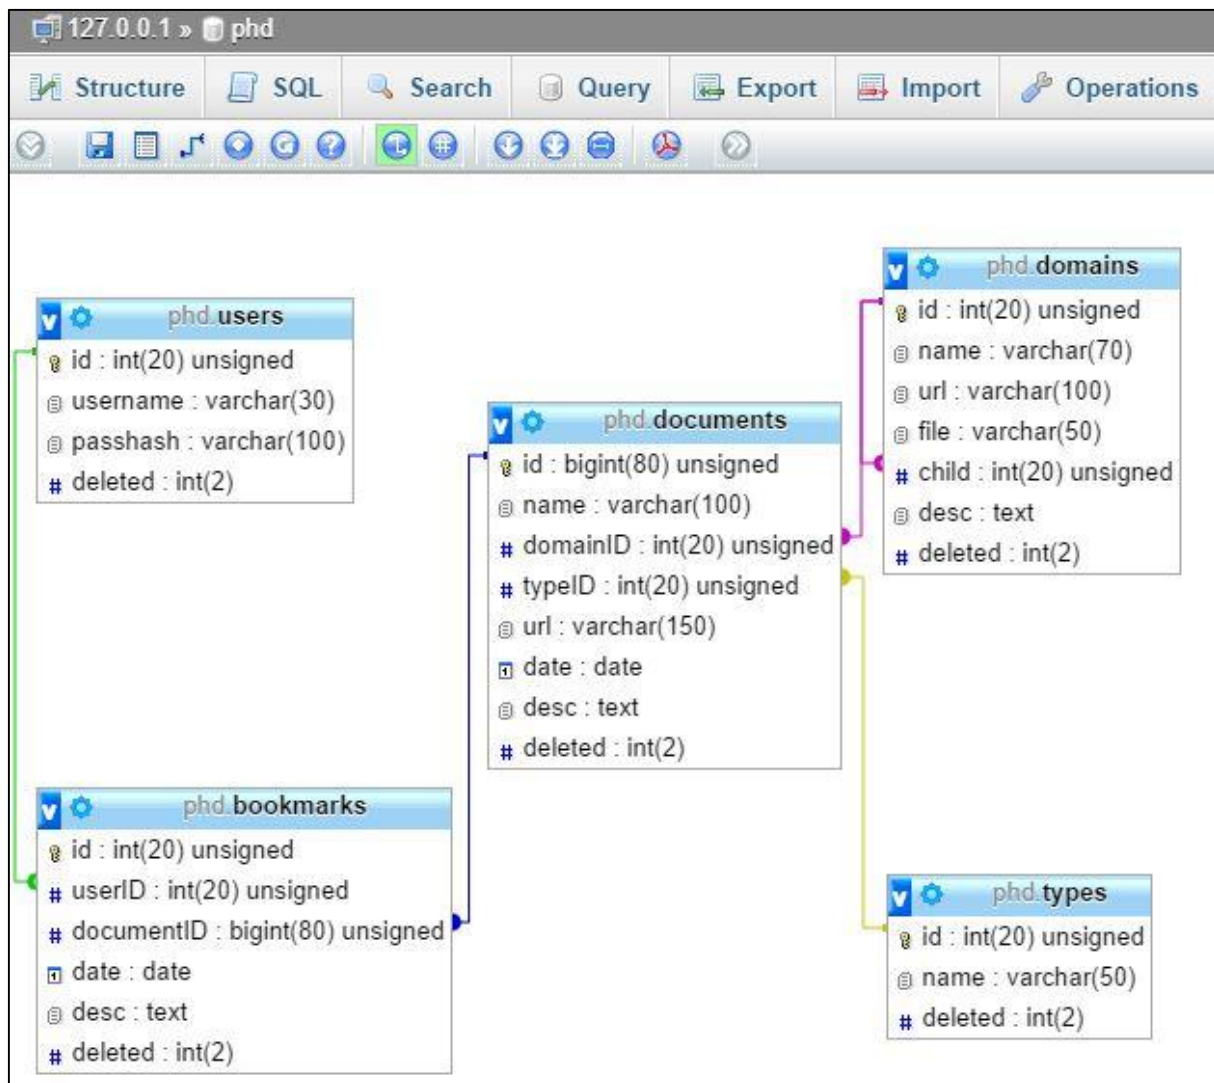 127.0.0.1 » phd
Structure SQL Search Query Export Import Operations
phd.users
id : int(20) unsigned
username : varchar(30)
passhash : varchar(100)
# deleted : int(2)
phd.documents
id : bigint(80) unsigned
name : varchar(100)
# domainID : int(20) unsigned
# typeID : int(20) unsigned
url : varchar(150)
date : date
desc : text
# deleted : int(2)
phd.domains
id : int(20) unsigned
name : varchar(70)
url : varchar(100)
file : varchar(50)
# child : int(20) unsigned
desc : text
# deleted : int(2)
phd.bookmarks
id : int(20) unsigned
# userID : int(20) unsigned
# documentID : bigint(80) unsigned
date : date
desc : text
# deleted : int(2)
phd.types
id : int(20) unsigned
name : varchar(50)
# deleted : int(2)